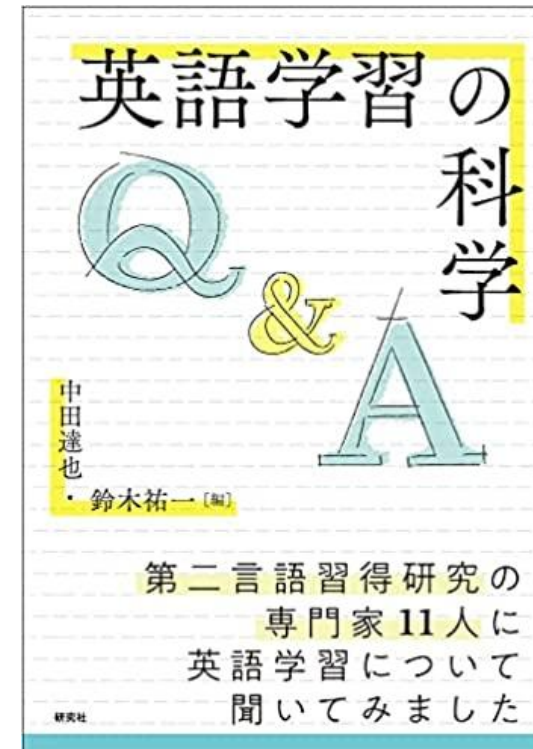 英語学習の
科学
Q
&
A
中田達也・
鈴木祐一[編]
第二言語習得研究の
専門家11人に
英語学習について
聞いてみました
研究社